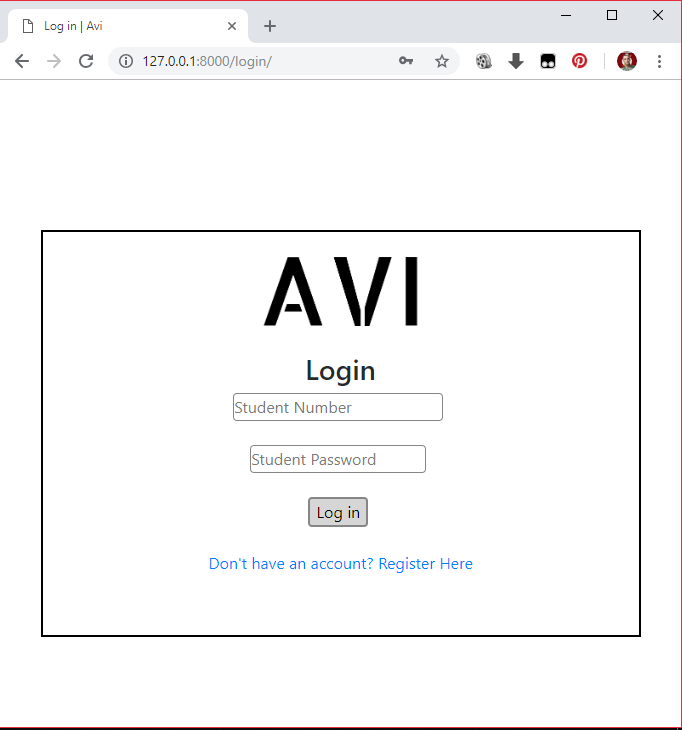 Log in | Avi
127.0.0.1:8000/login/
AVI
Login
Student Number
Student Password
Log in
Don't have an account? Register Here